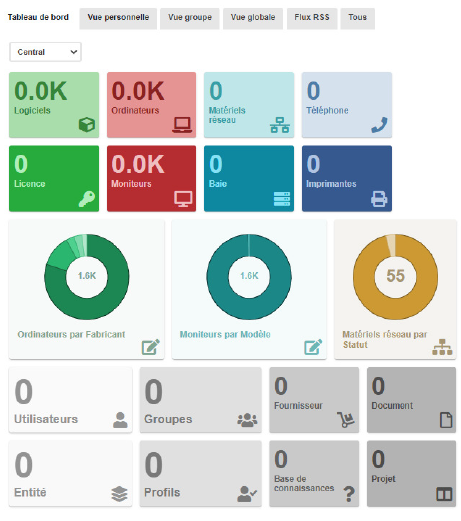 Tableau de bord Vue personnelle Vue groupe Vue globale Flux RSS Tous
Central
0.0K 0.0K 0 0
Logiciels Ordinateurs Matériels Téléphone
réseau
0 0.0K 0 0
Licence Moniteurs Baie Imprimantes
1.6K 1.6K 55
Ordinateurs par Fabricant Moniteurs par Modèle Matériels réseau par
Statut
0 0 0 0
Utilisateurs Groupes Fournisseur Document
0 0 0 0
Entité Profils Base de Projet
connaissances